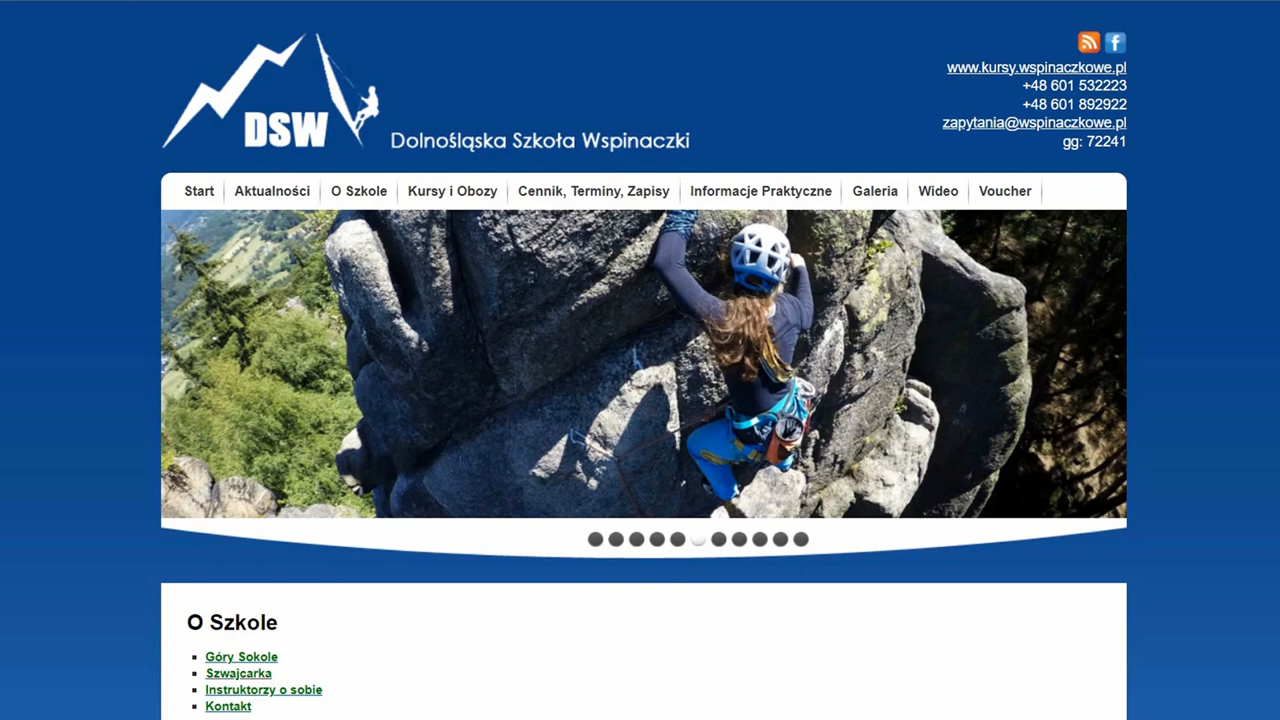 DSW
Dolnośląska Szkoła Wspinaczki
www.kursy.wspinaczkowe.pl
+48 601 532223
+48 601 892922
zapytania@wspinaczkowe.pl
gg: 72241
Start Aktualności O Szkole Kursy i Obozy Cennik, Terminy, Zapisy Informacje Praktyczne Galeria Wideo Voucher
O Szkole
Góry Sokole
Szwajcarka
Instruktorzy o sobie
Kontakt